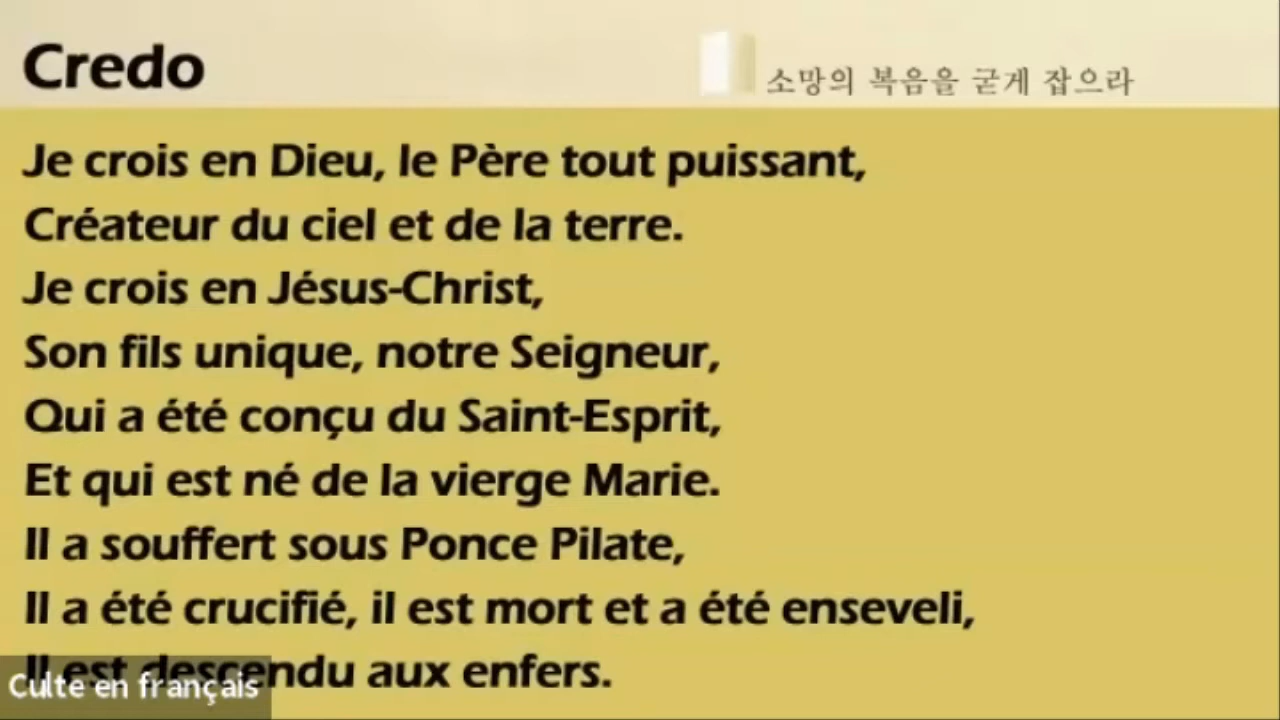 Credo
소망의 복음을 굳게 잡으라
Je crois en Dieu, le Père tout puissant,
Créateur du ciel et de la terre.
Je crois en Jésus-Christ,
Son fils unique, notre Seigneur,
Qui a été conçu du Saint-Esprit,
Et qui est né de la vierge Marie.
Il a souffert sous Ponce Pilate,
Il a été crucifié, il est mort et a été enseveli,
Il est descendu aux enfers.
Culte en français